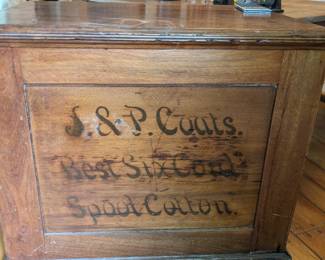 J. & P. Coats.
Best Six Cord
Spool Cotton.